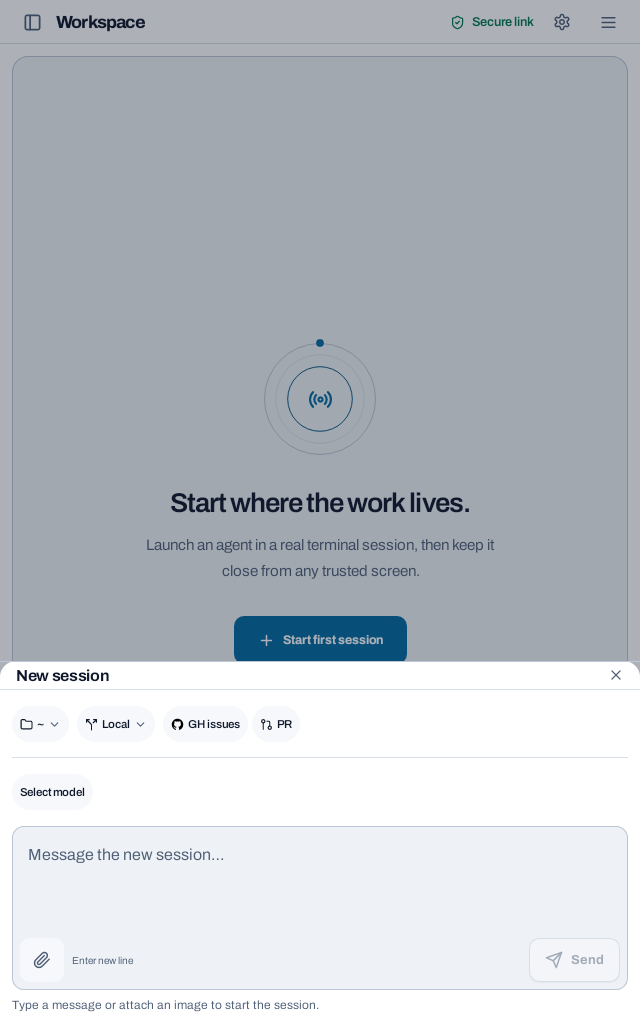 Workspace
Secure link
Start where the work lives.
Launch an agent in a real terminal session, then keep it
close from any trusted screen.
Start first session
New session
~
Local
GH issues
PR
Select model
Message the new session...
Enter new line
Send
Type a message or attach an image to start the session.